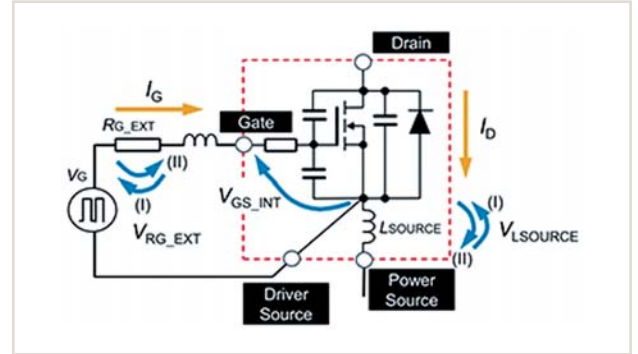 Drain
IG
ID
RG_EXT
Gate
VG
(II)
(I)
VRG_EXT
VGS_INT
LSOURCE
(I)
VLSOURCE
(II)
Driver
Source
Power
Source